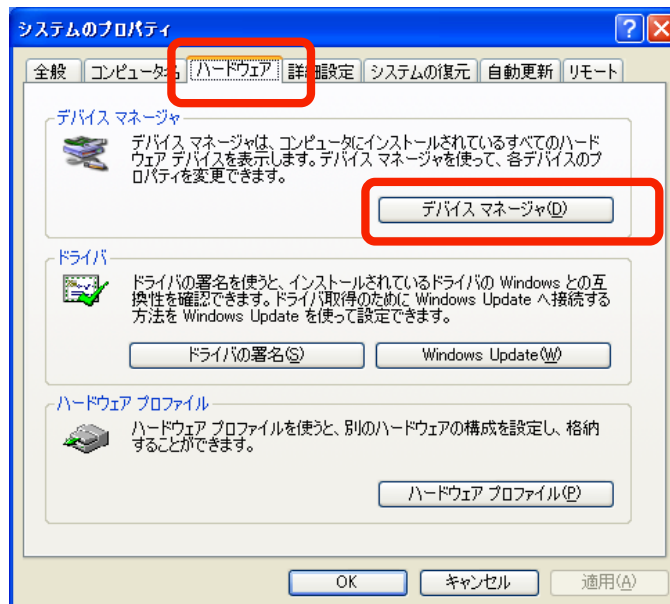 システムのプロパティ
全般 コンピュータ名 ハードウェア 詳細設定 システムの復元 自動更新 リモート
デバイス マネージャ
デバイス マネージャは、コンピュータにインストールされているすべてのハード
ウェア デバイスを表示します。デバイス マネージャを使って、各デバイスのプ
ロパティを変更できます。
デバイス マネージャ(D)
ドライバ
ドライバの署名を使うと、インストールされているドライバの Windows との互
換性を確認できます。ドライバ取得のために Windows Update へ接続する
方法を Windows Update を使って設定できます。
ドライバの署名(S) Windows Update(W)
ハードウェア プロファイル
ハードウェア プロファイルを使うと、別のハードウェアの構成を設定し、格納
することができます。
ハードウェア プロファイル(P)
OK キャンセル 適用(A)